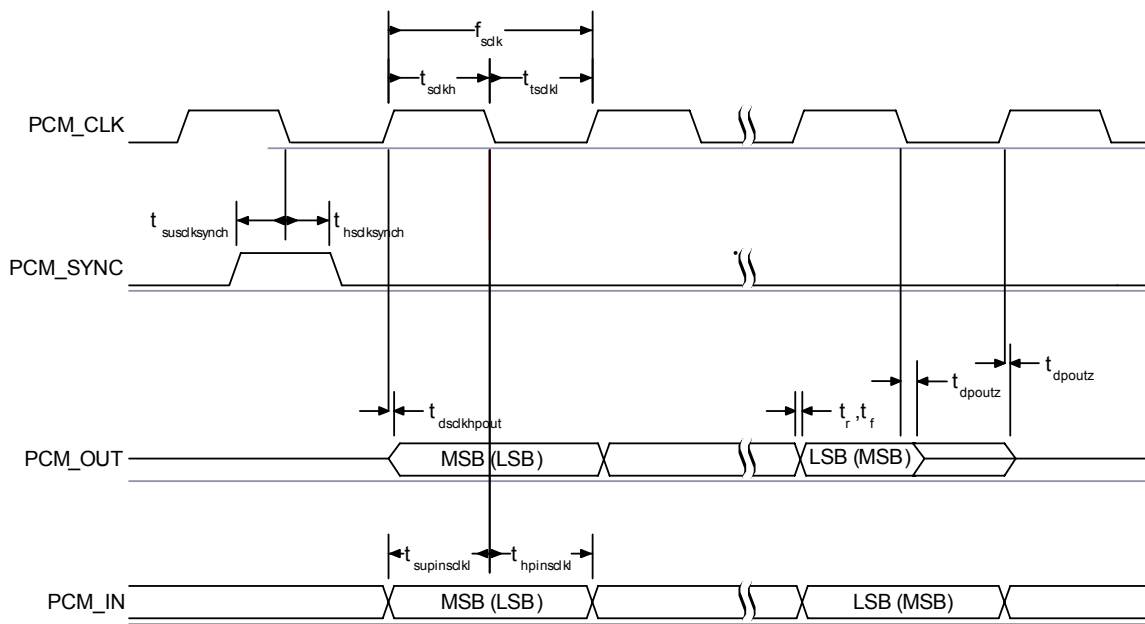 f sclk
t sclkh
t tsclkl
PCM_CLK
t susclksynch
t hsclksynch
PCM_SYNC
t dpoutz
t dpoutz
t dsclkhpout
t r ,t f
PCM_OUT
MSB (LSB)
LSB (MSB)
t supinsclkl
t hpinsclkl
PCM_IN
MSB (LSB)
LSB (MSB)